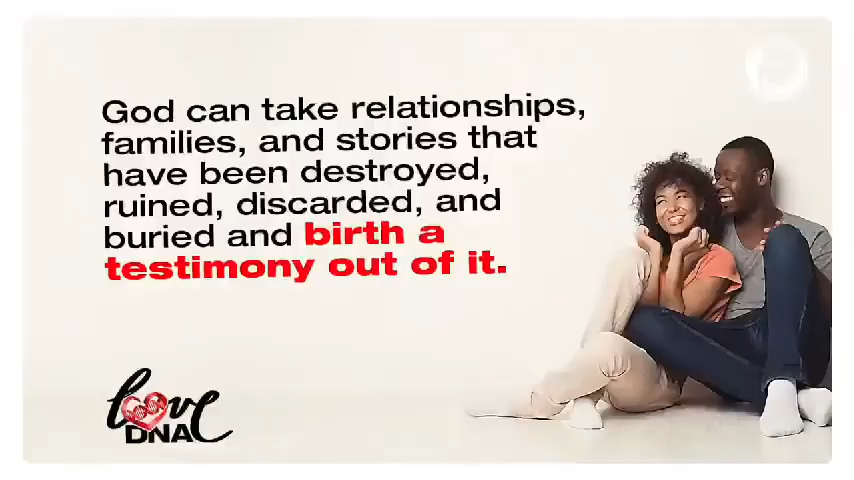 God can take relationships,
families, and stories that
have been destroyed,
ruined, discarded, and
buried and birth a
testimony out of it.
love
DNA